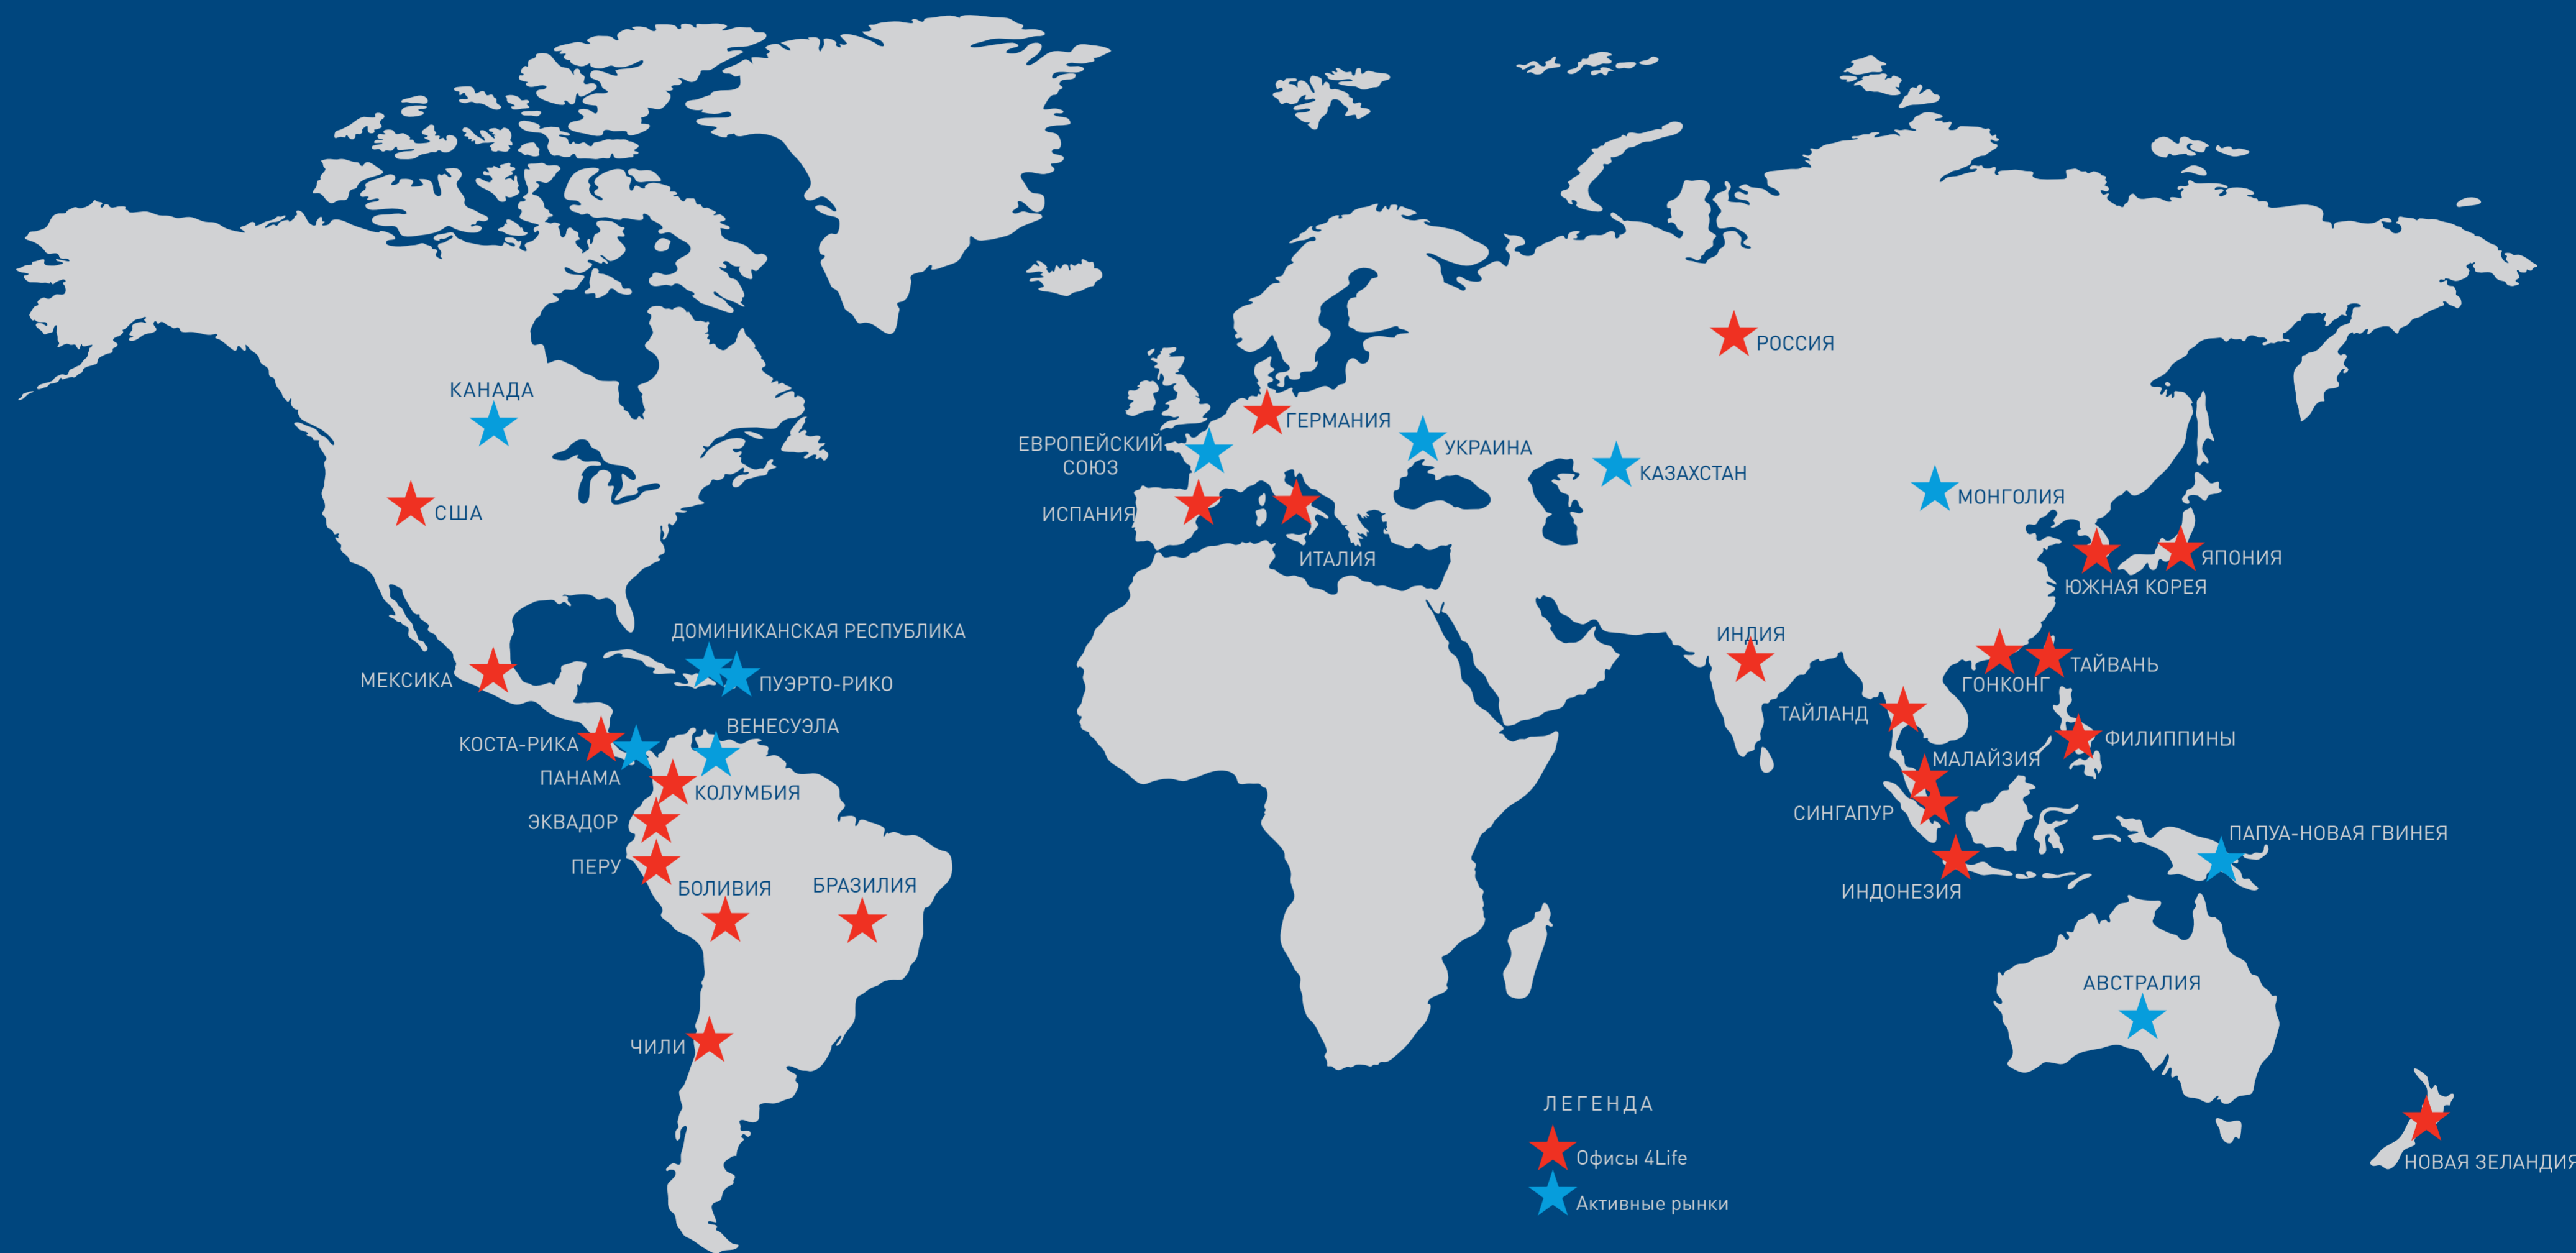 КАНАДА
США
МЕКСИКА
ДОМИНИКАНСКАЯ РЕСПУБЛИКА
ПУЭРТО-РИКО
ВЕНЕСУЭЛА
КОСТА-РИКА
ПАНАМА
КОЛУМБИЯ
ЭКВАДОР
ПЕРУ
БОЛИВИЯ
БРАЗИЛИЯ
ЧИЛИ
РОССИЯ
ГЕРМАНИЯ
ЕВРОПЕЙСКИЙ
СОЮЗ
УКРАИНА
КАЗАХСТАН
МОНГОЛИЯ
ИСПАНИЯ
ИТАЛИЯ
ЯПОНИЯ
ЮЖНАЯ КОРЕЯ
ИНДИЯ
ТАЙВАНЬ
ГОНКОНГ
ТАЙЛАНД
ФИЛИППИНЫ
МАЛАЙЗИЯ
СИНГАПУР
ПАПУА-НОВАЯ ГВИНЕЯ
ИНДОНЕЗИЯ
АВСТРАЛИЯ
НОВАЯ ЗЕЛАНДИЯ
ЛЕГЕНДА
Офисы 4Life
Активные рынки